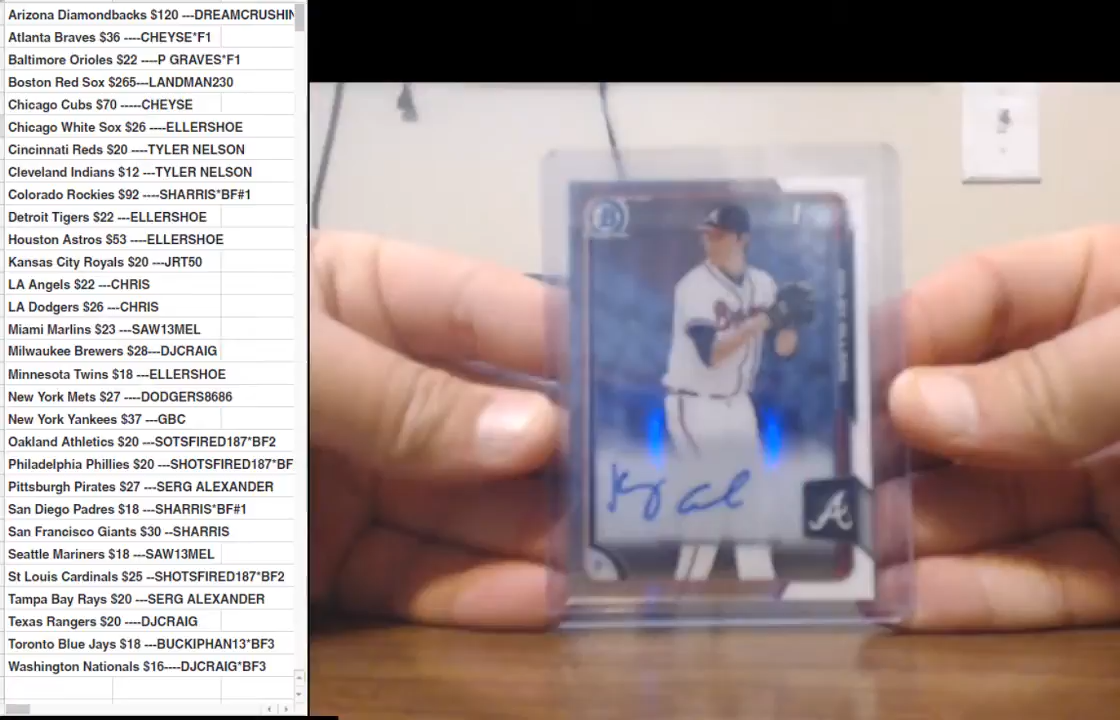 Arizona Diamondbacks $120 ---DREAMCRUSHIN
Atlanta Braves $36 ----CHEYSE*F1
Baltimore Orioles $22 ----P GRAVES*F1
Boston Red Sox $265---LANDMAN230
Chicago Cubs $70 -----CHEYSE
Chicago White Sox $26 ----ELLERSHOE
Cincinnati Reds $20 ----TYLER NELSON
Cleveland Indians $12 ---TYLER NELSON
Colorado Rockies $92 ----SHARRIS*BF#1
Detroit Tigers $22 ---ELLERSHOE
Houston Astros $53 ----ELLERSHOE
Kansas City Royals $20 ---JRT50
LA Angels $22 ---CHRIS
LA Dodgers $26 ---CHRIS
Miami Marlins $23 ---SAW13MEL
Milwaukee Brewers $28---DJCRAIG
Minnesota Twins $18 ---ELLERSHOE
New York Mets $27 ----DODGERS8686
New York Yankees $37 ---GBC
Oakland Athletics $20 ---SOTSFIRED187*BF2
Philadelphia Phillies $20 ---SHOTSFIRED187*BF
Pittsburgh Pirates $27 ---SERG ALEXANDER
San Diego Padres $18 ---SHARRIS*BF#1
San Francisco Giants $30 --SHARRIS
Seattle Mariners $18 ---SAW13MEL
St Louis Cardinals $25 --SHOTSFIRED187*BF2
Tampa Bay Rays $20 ---SERG ALEXANDER
Texas Rangers $20 ----DJCRAIG
Toronto Blue Jays $18 ---BUCKIPHAN13*BF3
Washington Nationals $16----DJCRAIG*BF3